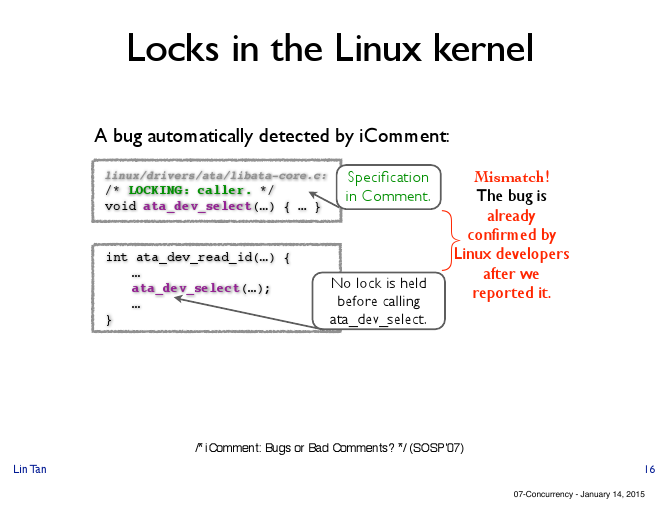 Locks in the Linux kernel
A bug automatically detected by iComment:
linux/drivers/ata/libata-core.c:
/* LOCKING: caller. */
void ata_dev_select(…) { … }
Specification
in Comment.
Mismatch!
The bug is
already
confirmed by
Linux developers
after we
reported it.
int ata_dev_read_id(…) {
…
ata_dev_select(…);
…
}
No lock is held
before calling
ata_dev_select.
/* iComment: Bugs or Bad Comments? */ (SOSP'07)
Lin Tan
16
07-Concurrency - January 14, 2015